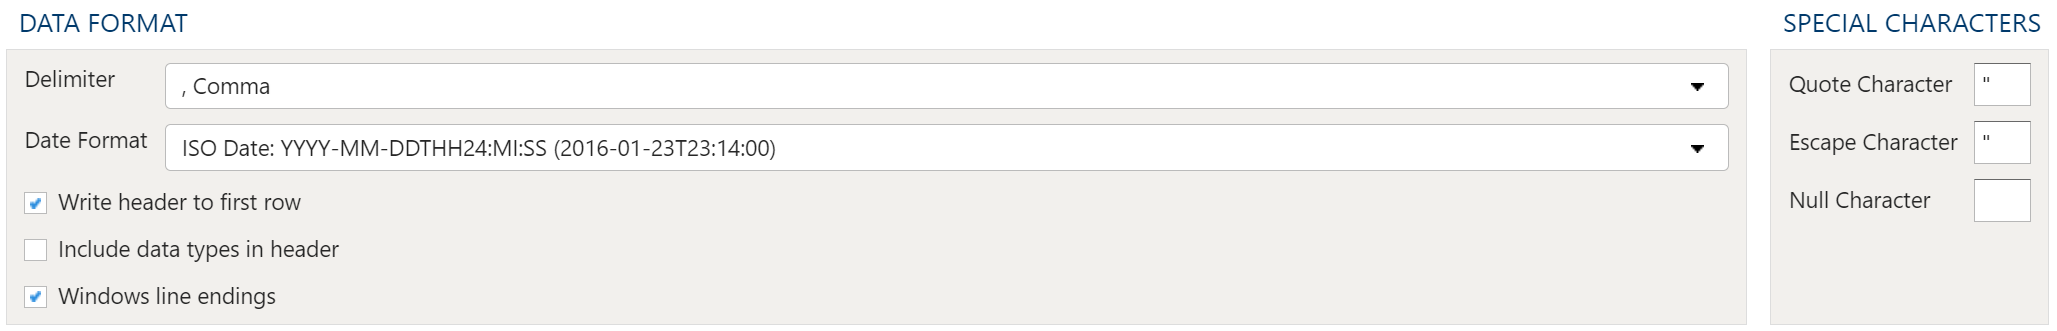 DATA FORMAT
Delimiter
, Comma
Date Format
ISO Date: YYYY-MM-DDTHH24:MI:SS (2016-01-23T23:14:00)
Write header to first row
Include data types in header
Windows line endings
SPECIAL CHARACTERS
Quote Character "
Escape Character "
Null Character